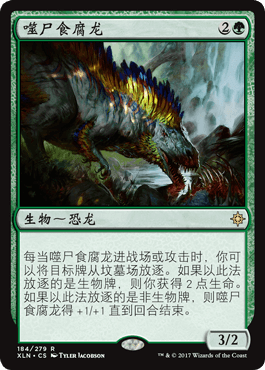 噬尸食腐龙 2
生物~恐龙
每当噬尸食腐龙进战场或攻击时，你可
以将目标牌从坟墓场放逐。如果以此法
放逐的是生物牌，则你获得 2 点生命。
如果以此法放逐的是非生物牌，则噬尸
食腐龙得 +1/+1 直到回合结束。
3/2
184/279 R
XLN • CS TYLER JACOBSON
™ & © 2017 Wizards of the Coast